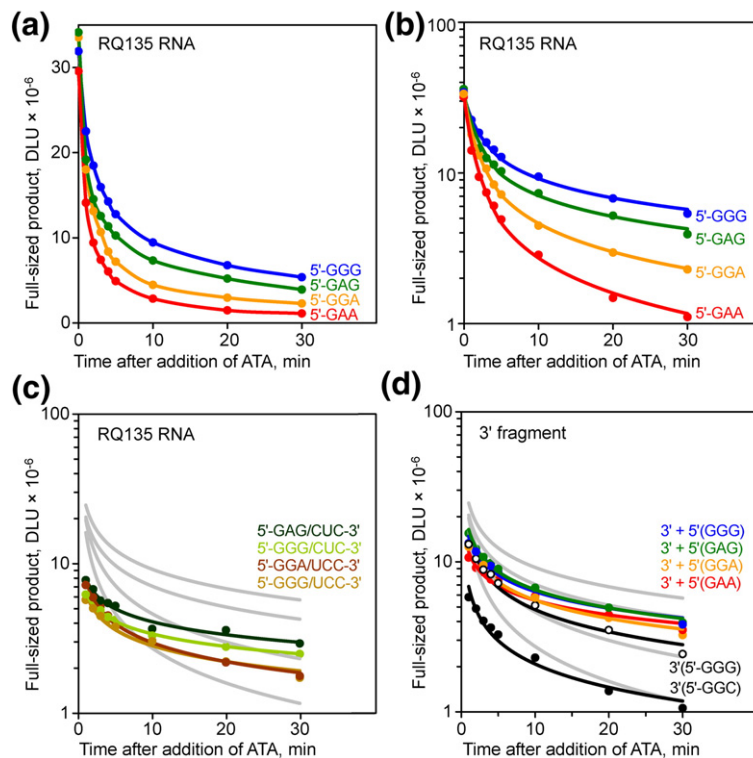 (a)
RQ135 RNA
Full-sized product, DLU × 10⁻⁶
30
20
10
0
5'-GGG
5'-GAG
5'-GGA
5'-GAA
0 10 20 30
Time after addition of ATA, min
(b)
RQ135 RNA
Full-sized product, DLU × 10⁻⁶
100
10
1
5'-GGG
5'-GAG
5'-GGA
5'-GAA
0 10 20 30
Time after addition of ATA, min
(c)
RQ135 RNA
Full-sized product, DLU × 10⁻⁶
100
10
1
5'-GAG/CUC-3'
5'-GGG/CUC-3'
5'-GGA/UCC-3'
5'-GGG/UCC-3'
0 10 20 30
Time after addition of ATA, min
(d)
3' fragment
Full-sized product, DLU × 10⁻⁶
100
10
1
3' + 5'(GGG)
3' + 5'(GAG)
3' + 5'(GGA)
3' + 5'(GAA)
3'(5'-GGG)
3'(5'-GGC)
0 10 20 30
Time after addition of ATA, min